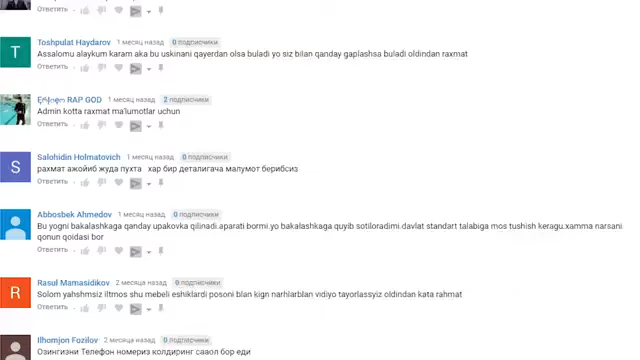 Ответить
Toshpulat Haydarov 1 месяц назад 0 подписчики
Assalomu alaykum karam aka bu uskinani qayerdan olsa buladi yo siz bilan qanday gaplashsa buladi oldindan raxmat
Ответить
RAP GOD 1 месяц назад 2 подписчики
Admin kotta raxmat ma'lumotlar uchun
Ответить
Salohidin Holmatovich 1 месяц назад 0 подписчики
S
рахмат ажойиб жуда пухта хар бир деталигача малумот берибсиз
Ответить
Abbosbek Ahmedov 1 месяц назад 0 подписчики
Bu yogni bakalashkaga qanday upakovka qilinadi.aparati bormi.yo bakalashkaga quyib sotiloradimi.davlat standart talabiga mos tushish keragu.xamma narsani
qonun qoidasi bor
Ответить
Rasul Mamasidikov 2 месяца назад 0 подписчики
R
Solom yahshmsiz iltmos shu mebeli eshiklardi posoni blan kign narhlarblan vidiyo tayorlassyiz oldindan kata rahmat
Ответить
Ilhomjon Fozilov 2 месяца назад 0 подписчики
Озингизни Телефон номериз колдиринг савол бор еди
T